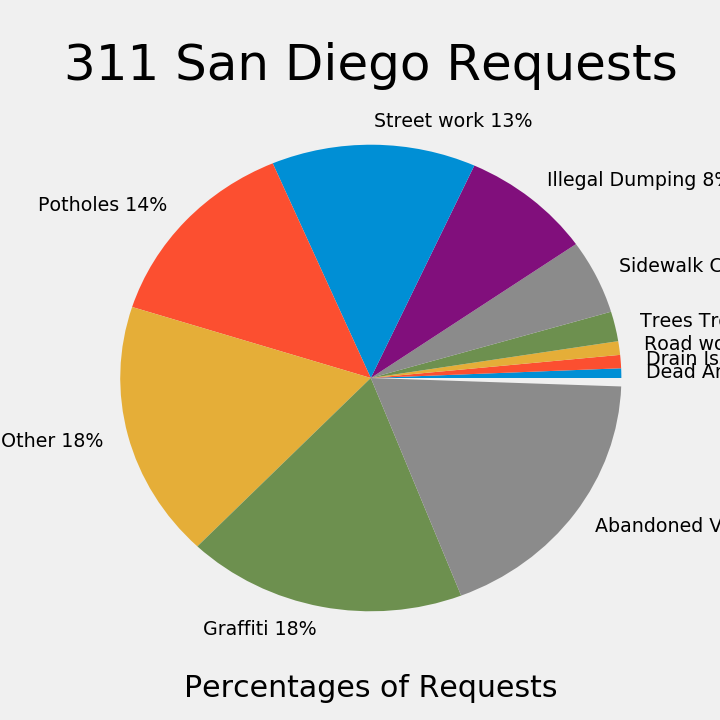 311 San Diego Requests
Street work 13%
Illegal Dumping 8%
Potholes 14%
Sidewalk
Trees
Road
Drain
Dead
Other 18%
Abandoned
Graffiti 18%
Percentages of Requests